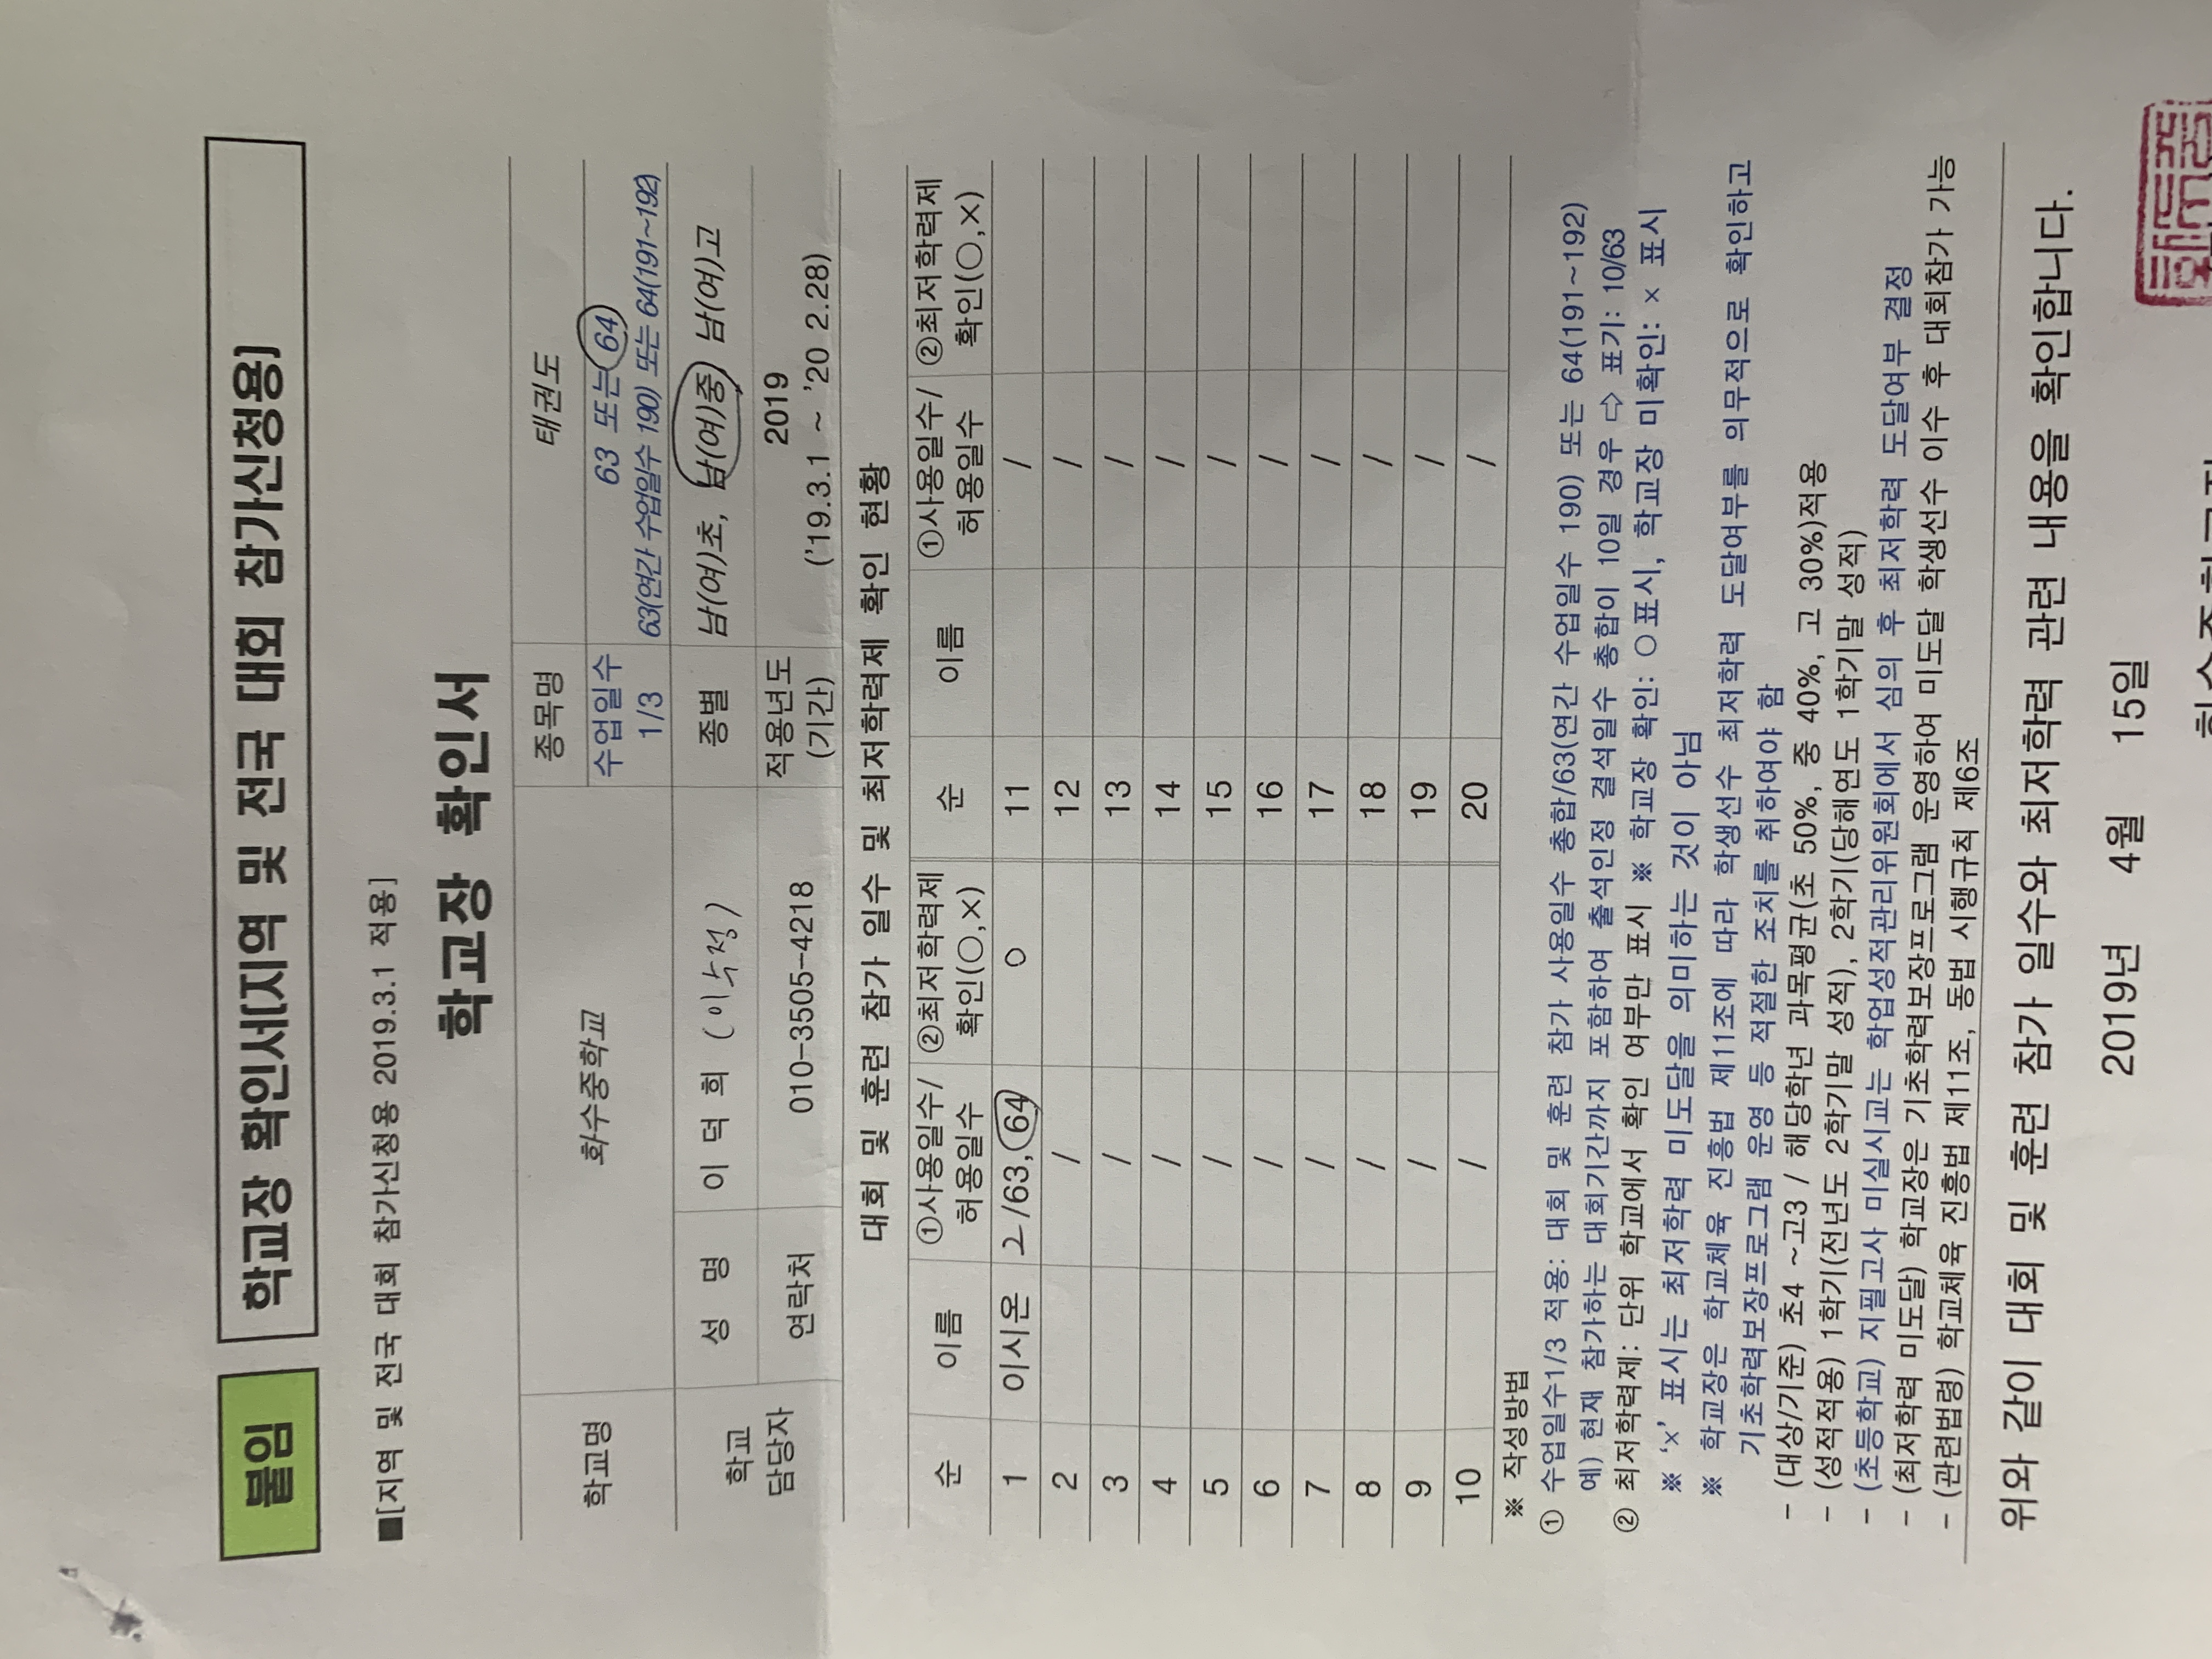 붙임
학교장 확인서[지역 및 전국 대회 참가신청용]
■[지역 및 전국 대회 참가신청용 2019.3.1 적용]
학교장 확인서
학교명 화수중학교 종목명 태권도
수업일수 1/3 63 또는 64
63(연간 수업일수 190) 또는 64(191~192)
학교 담당자 성 명 이 덕 희 종별 남(여)초, 남(여)중 남(여)고
연락처 010-3505-4218 적용년도 (기간) 2019
('19.3.1 ~ '20 2.28)
대회 및 훈련 참가 일수 및 최저학력제 확인 현황
순 이름 ①사용일수/허용일수 ②최저학력제 확인(○,×) 순 이름 ①사용일수/허용일수 ②최저학력제 확인(○,×)
1 이시온 2/63, 64 ○ 11 /
2 / 12 /
3 / 13 /
4 / 14 /
5 / 15 /
6 / 16 /
7 / 17 /
8 / 18 /
9 / 19 /
10 / 20 /
※ 작성방법
① 수업일수1/3 적용: 대회 및 훈련 참가 사용일수 총합/63(연간 수업일수 190) 또는 64(191~192)
예) 현재 참가하는 대회기간까지 포함하여 출석인정 결석일수 총합이 10일 경우 ⇨ 표기: 10/63
② 최저학력제: 단위 학교에서 확인 여부만 표시 ※ 학교장 확인: ○ 표시, 학교장 미확인: × 표시
※ '×' 표시는 최저학력 미도달을 의미하는 것이 아님
※ 학교장은 학교체육 진흥법 제11조에 따라 학생선수 최저학력 도달여부를 의무적으로 확인하고
기초학력보장프로그램 운영 등 적절한 조치를 취하여야 함
- (대상/기준) 초4 ~고3 / 해당학년 과목평균(초 50%, 중 40%, 고 30%)적용
- (성적적용) 1학기(전년도 2학기말 성적), 2학기(당해연도 1학기말 성적)
- (초등학교) 지필고사 미실시교는 학업성적관리위원회에서 심의 후 최저학력 도달여부 결정
- (최저학력 미도달) 학교장은 기초학력보장프로그램 운영하여 미도달 학생선수 이수 후 대회참가 가능
- (관련법령) 학교체육 진흥법 제11조, 동법 시행규칙 제6조
위와 같이 대회 및 훈련 참가 일수와 최저학력 관련 내용을 확인합니다.
2019년 4월 15일